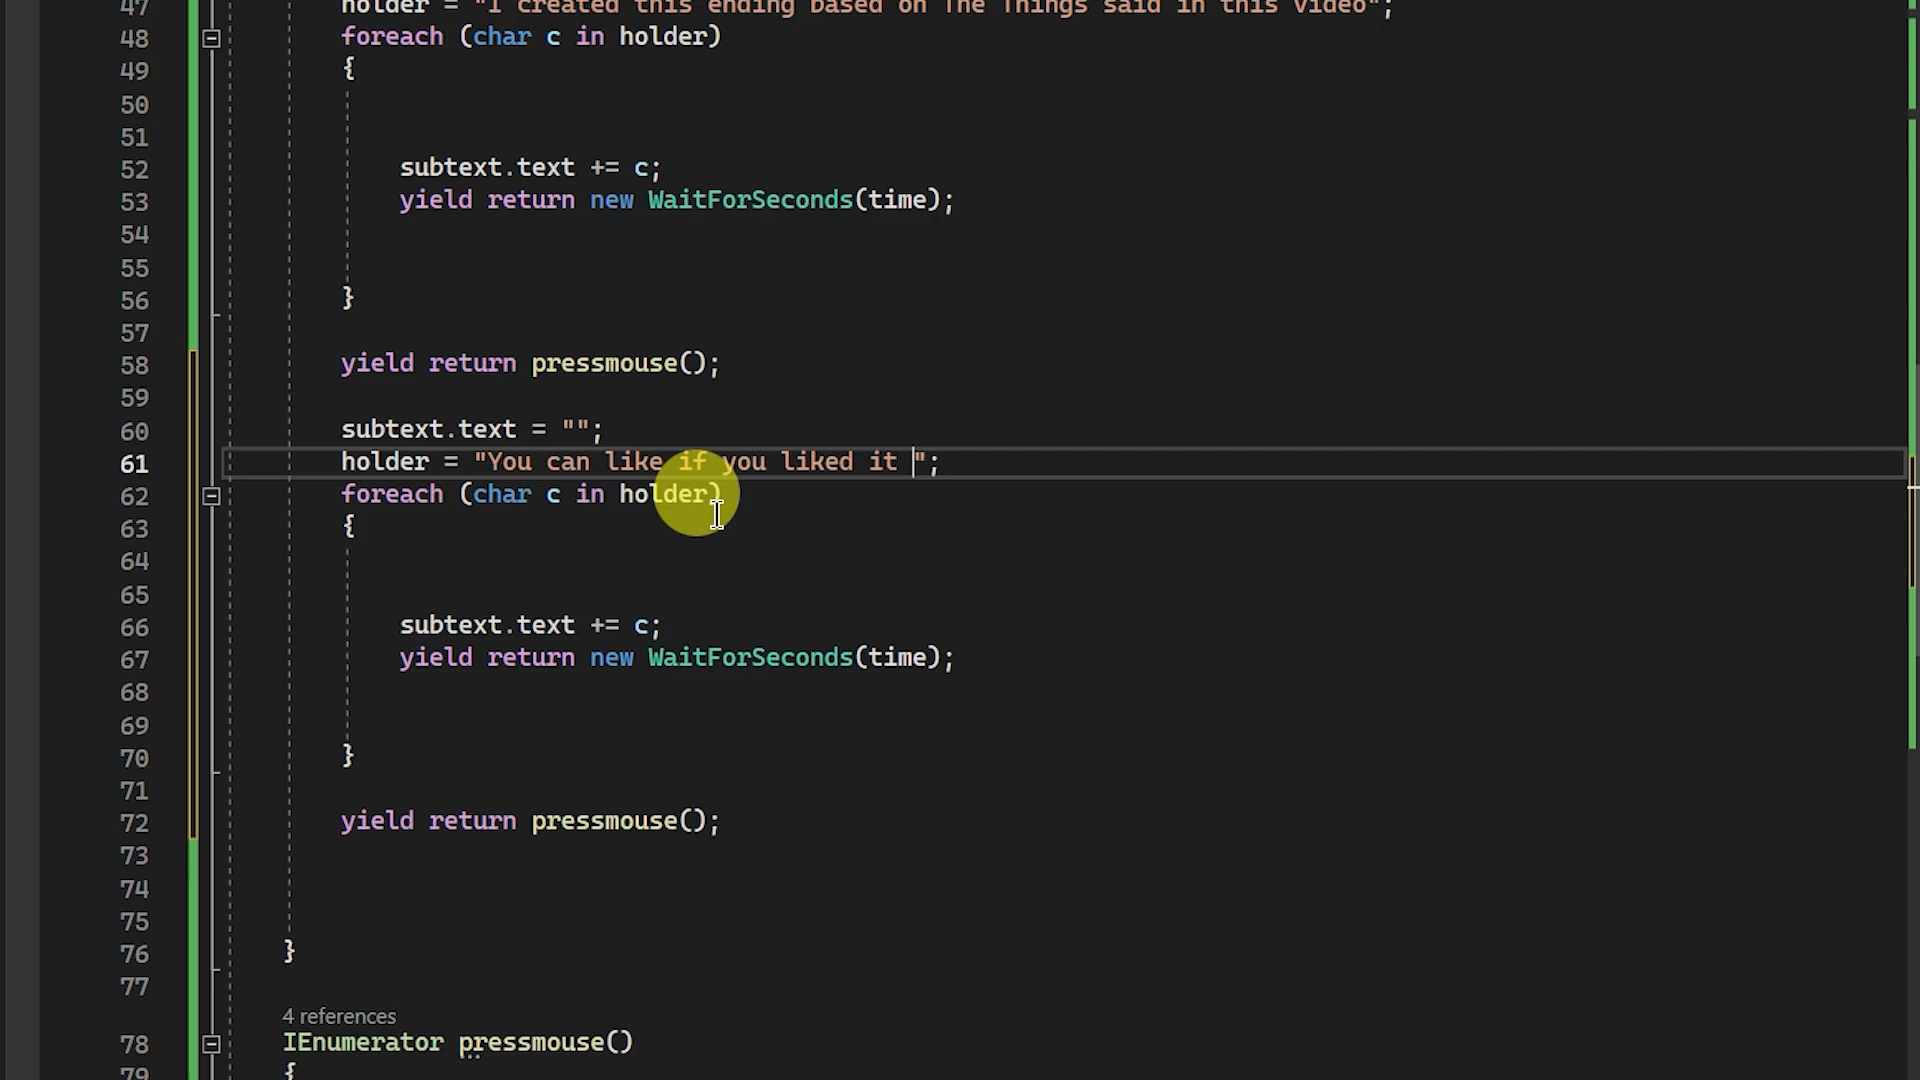 47 holder = "I created this ending based on The Things said in this video";
48 foreach (char c in holder)
49 {
50
51
52 subtext.text += c;
53 yield return new WaitForSeconds(time);
54
55
56 }
57
58 yield return pressmouse();
59
60 subtext.text = "";
61 holder = "You can like if you liked it ";
62 foreach (char c in holder)
63 {
64
65
66 subtext.text += c;
67 yield return new WaitForSeconds(time);
68
69
70 }
71
72 yield return pressmouse();
73
74
75
76 }
77
4 references
78 IEnumerator pressmouse()
79 {